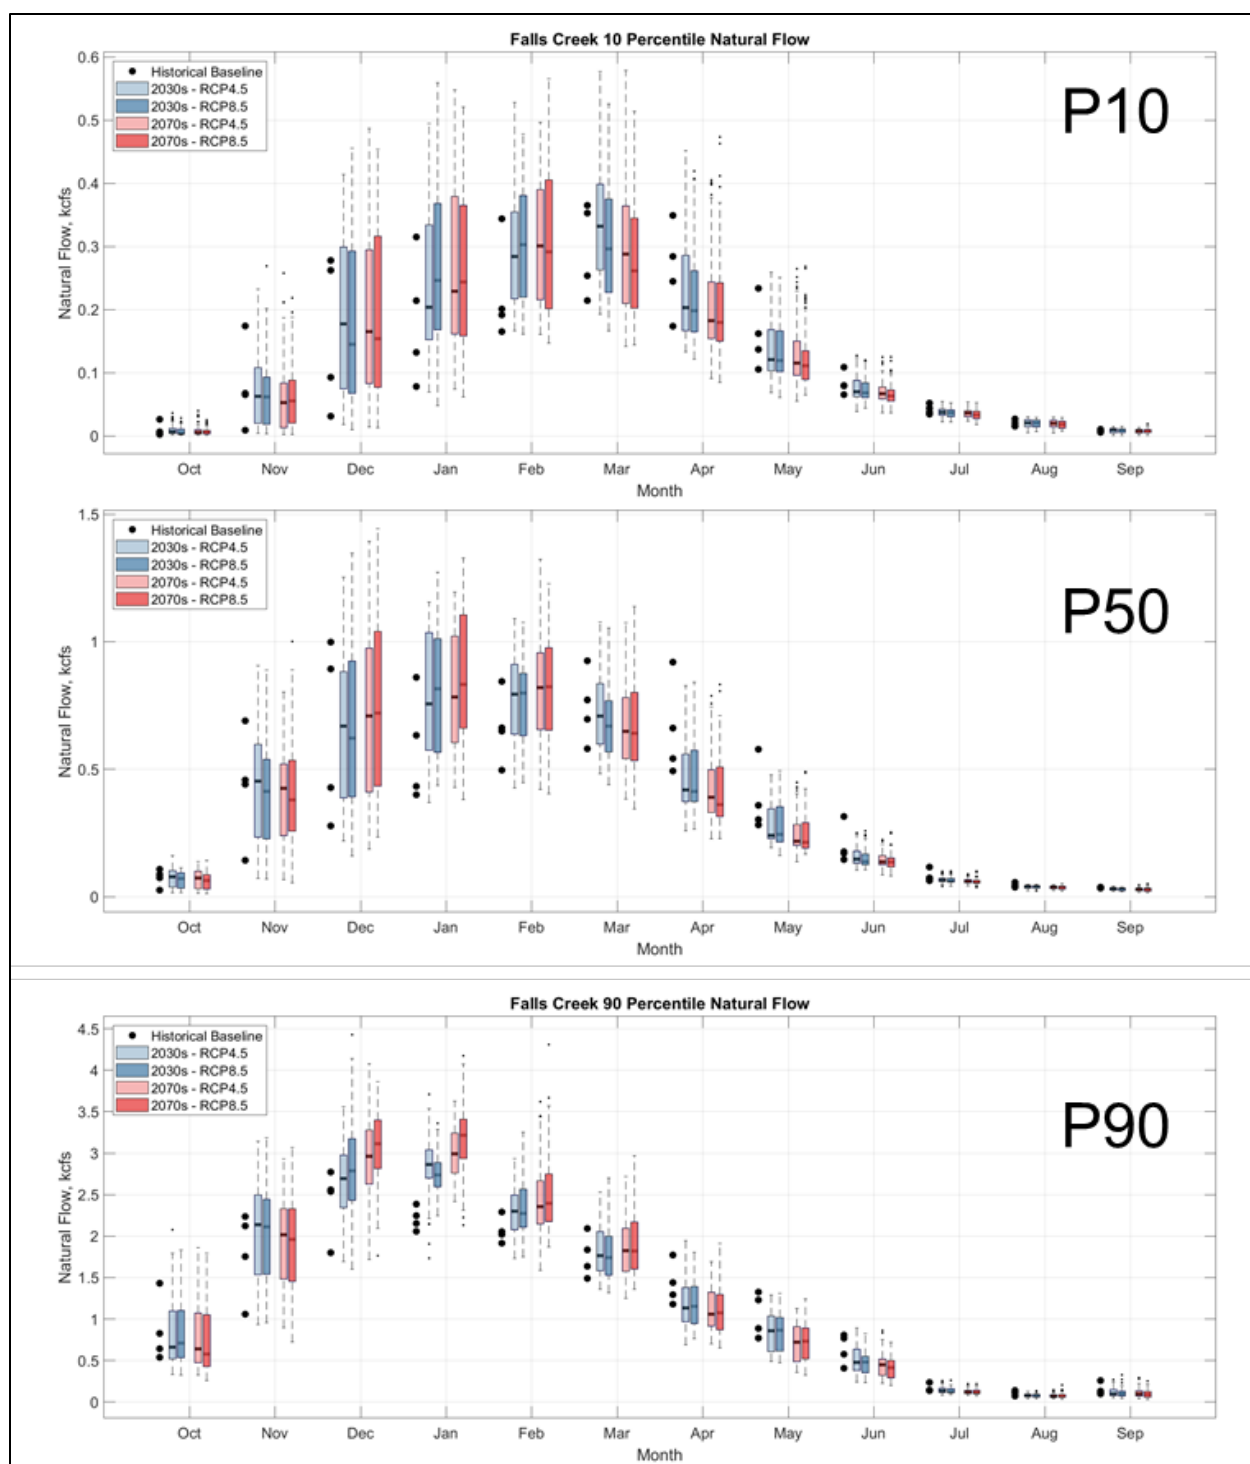 Falls Creek 10 Percentile Natural Flow
P10
Historical Baseline
2030s - RCP4.5
2030s - RCP8.5
2070s - RCP4.5
2070s - RCP8.5
Natural Flow, kcfs
0.6
0.5
0.4
0.3
0.2
0.1
0
Oct Nov Dec Jan Feb Mar Apr May Jun Jul Aug Sep
Month
P50
Historical Baseline
2030s - RCP4.5
2030s - RCP8.5
2070s - RCP4.5
2070s - RCP8.5
Natural Flow, kcfs
1.5
1
0.5
0
Oct Nov Dec Jan Feb Mar Apr May Jun Jul Aug Sep
Month
Falls Creek 90 Percentile Natural Flow
P90
Historical Baseline
2030s - RCP4.5
2030s - RCP8.5
2070s - RCP4.5
2070s - RCP8.5
Natural Flow, kcfs
4.5
4
3.5
3
2.5
2
1.5
1
0.5
0
Oct Nov Dec Jan Feb Mar Apr May Jun Jul Aug Sep
Month